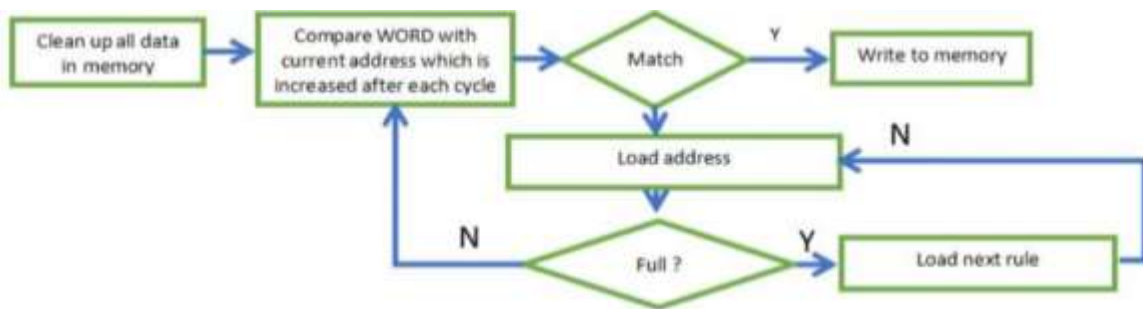 Clean up all data
in memory
Compare WORD with
current address which is
increased after each cycle
Match
Y
Write to memory
Load address
N
N
Full ?
Y
Load next rule